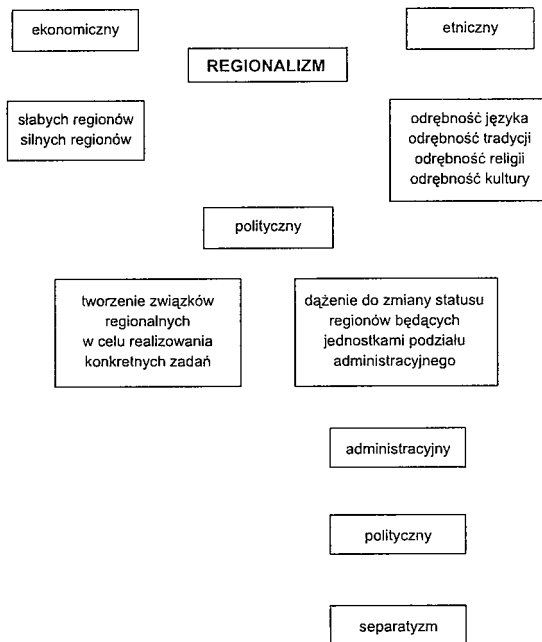 ekonomiczny
etniczny
REGIONALIZM
słabych regionów
silnych regionów
odrębność języka
odrębność tradycji
odrębność religii
odrębność kultury
polityczny
tworzenie związków
regionalnych
w celu realizowania
konkretnych zadań
dążenie do zmiany statusu
regionów będących
jednostkami podziału
administracyjnego
administracyjny
polityczny
separatyzm